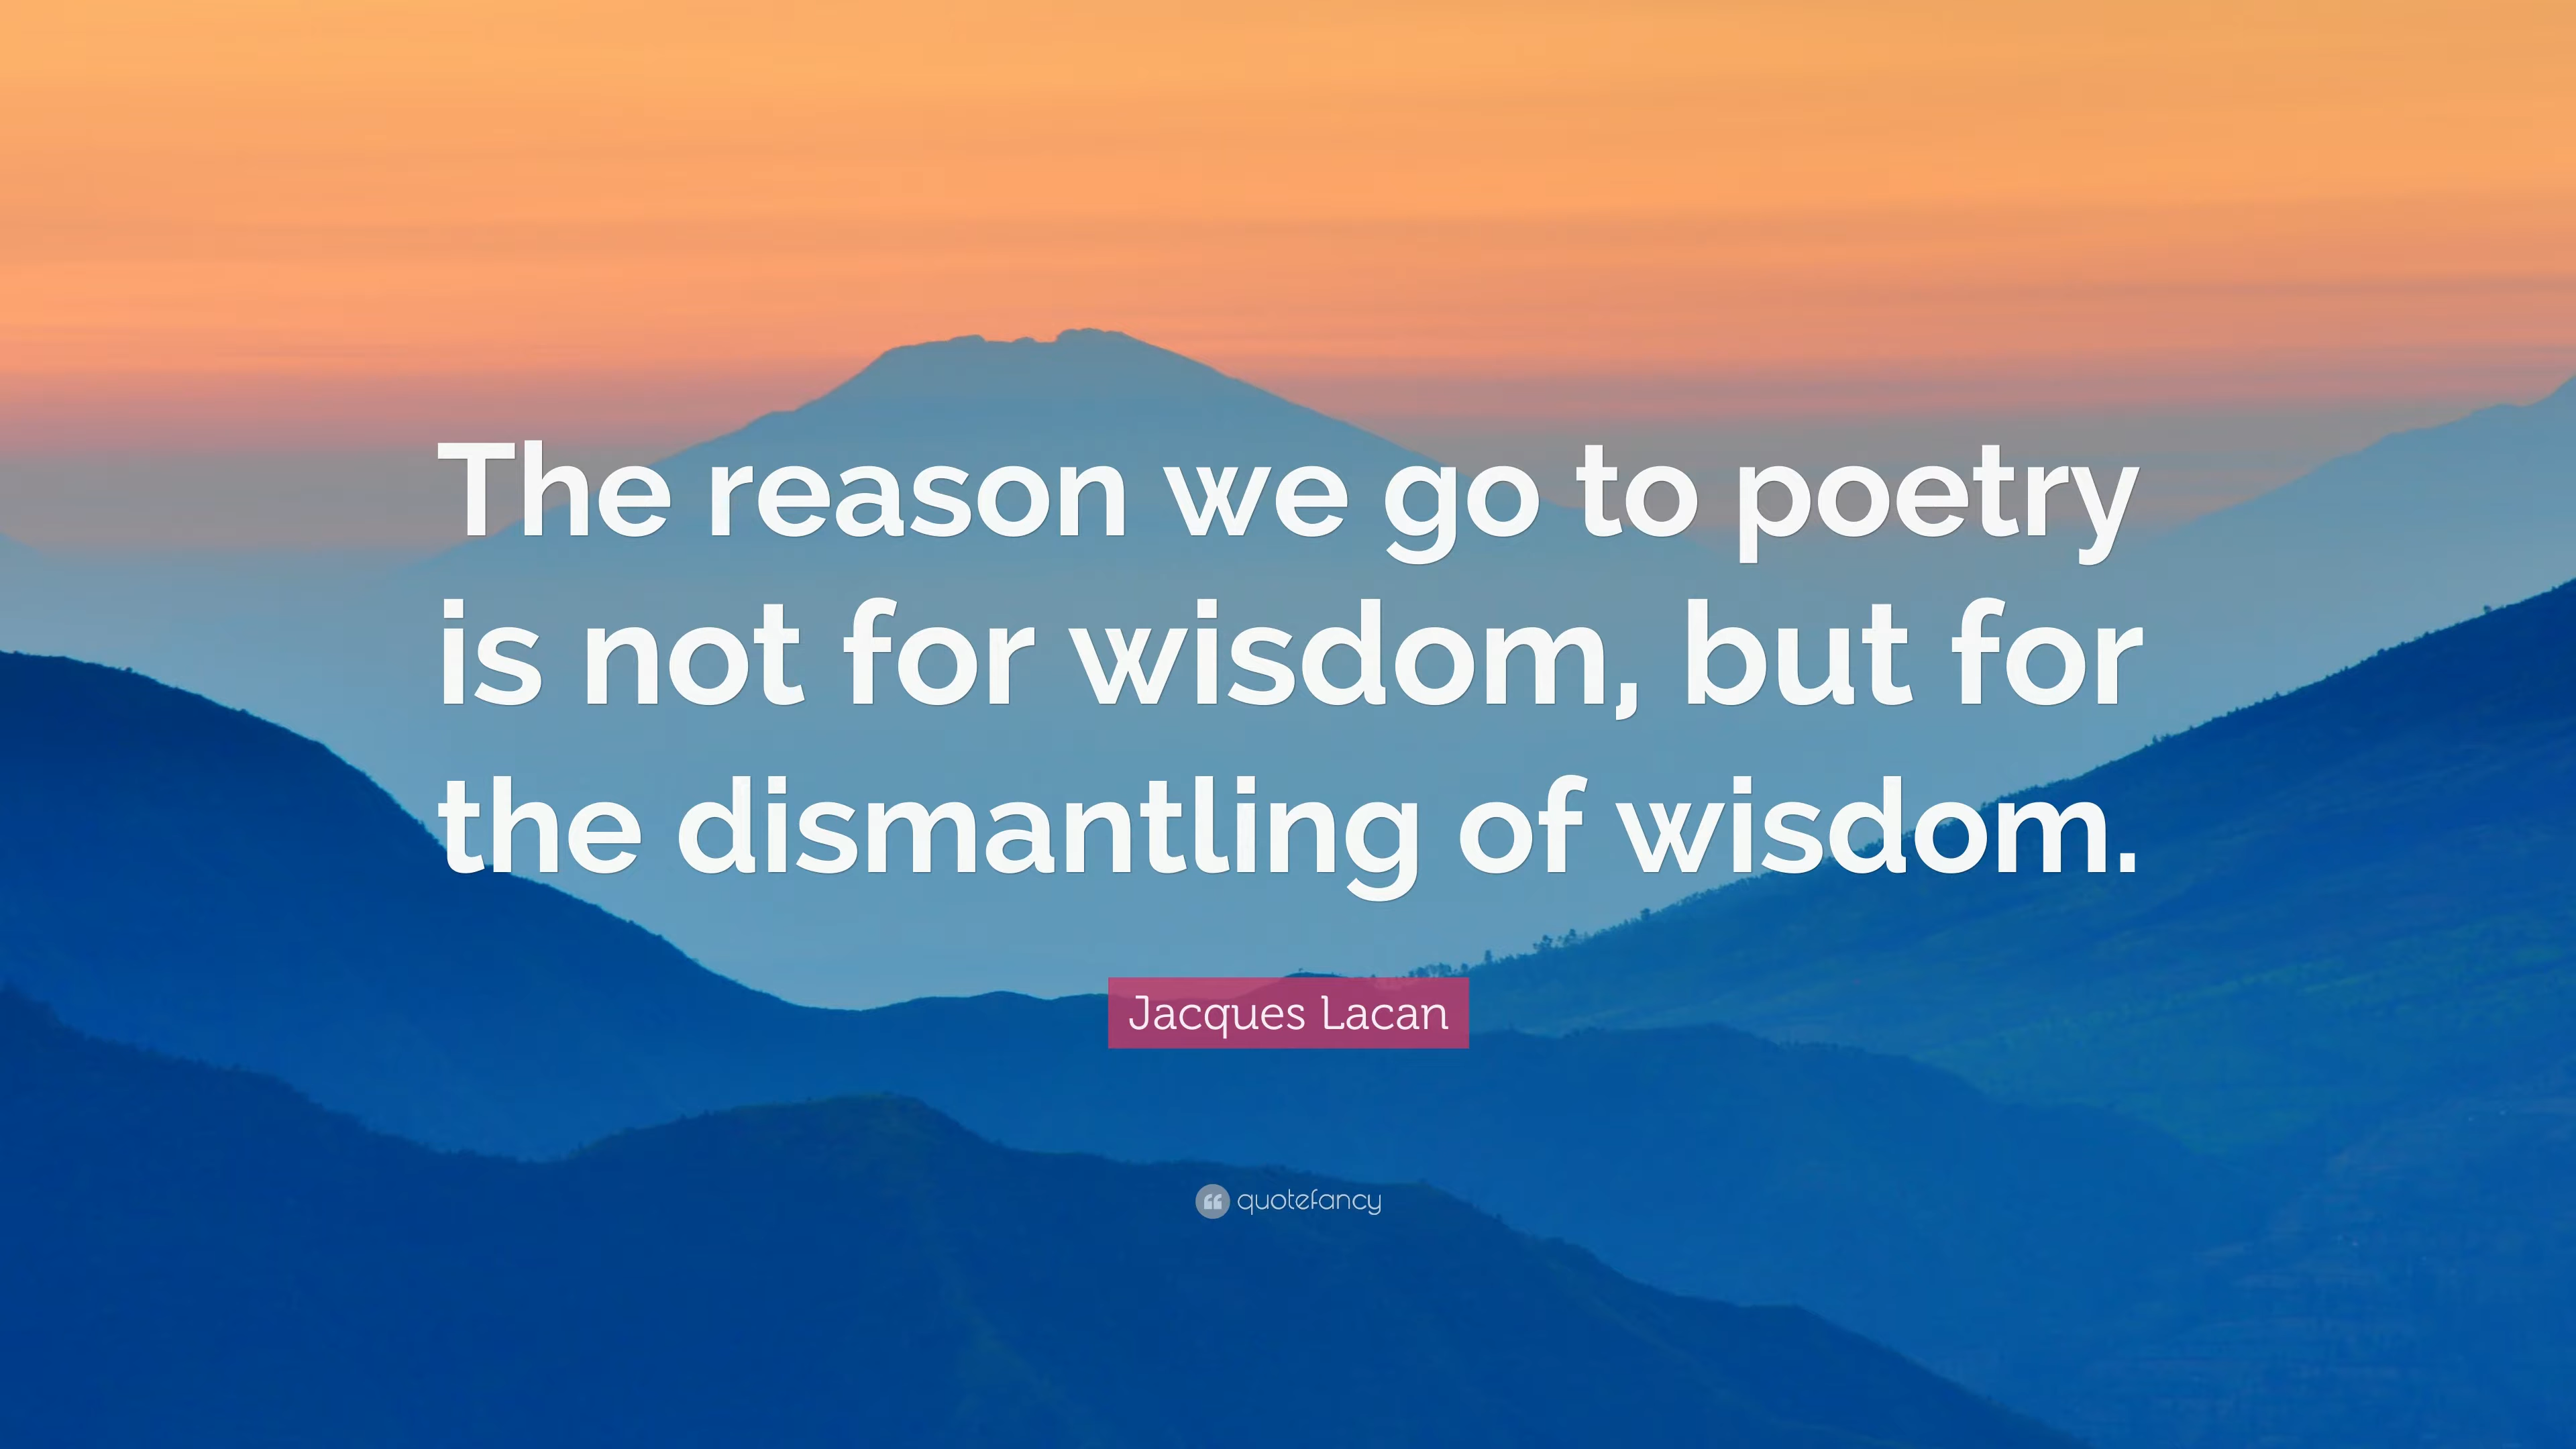 The reason we go to poetry
is not for wisdom, but for
the dismantling of wisdom.
Jacques Lacan
quotefancy